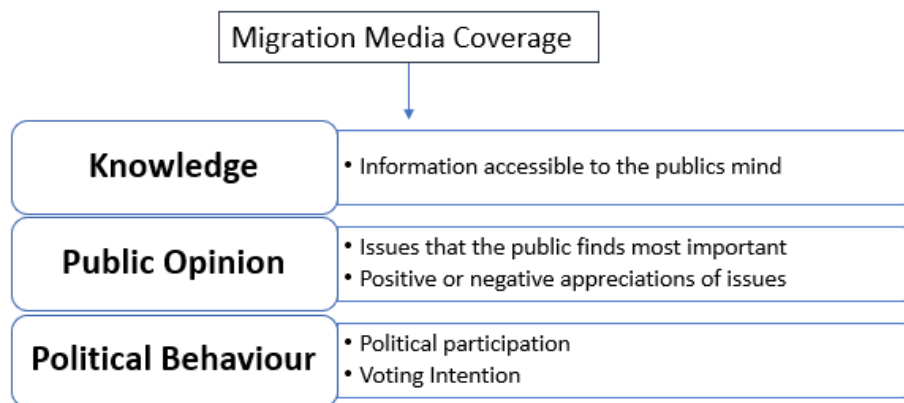 Migration Media Coverage
Knowledge
• Information accessible to the publics mind
Public Opinion
• Issues that the public finds most important
• Positive or negative appreciations of issues
Political Behaviour
• Political participation
• Voting Intention